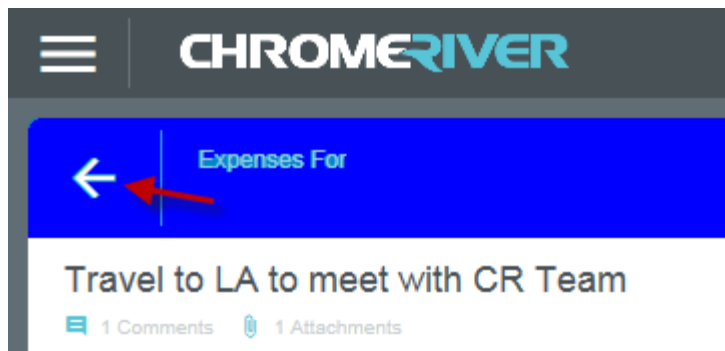 CHROMERIVER
Expenses For
Travel to LA to meet with CR Team
1 Comments 1 Attachments